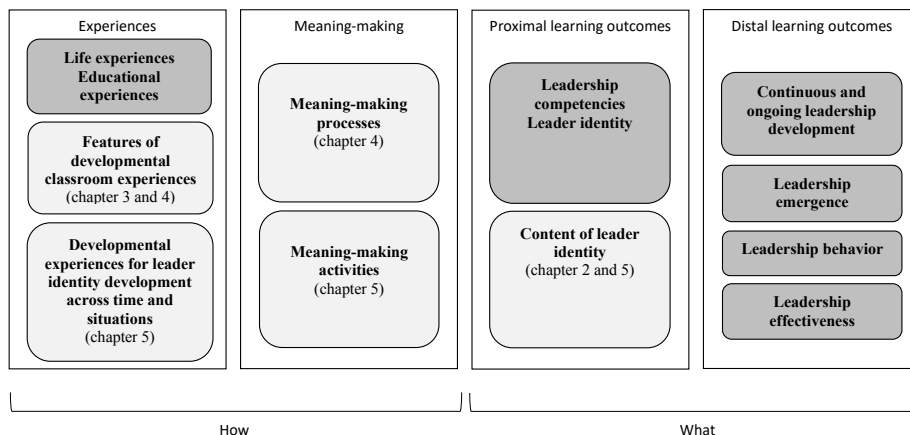 Experiences
Life experiences
Educational
experiences
Features of
developmental
classroom experiences
(chapter 3 and 4)
Developmental
experiences for leader
identity development
across time and
situations
(chapter 5)
Meaning-making
Meaning-making
processes
(chapter 4)
Meaning-making
activities
(chapter 5)
Proximal learning outcomes
Leadership
competencies
Leader identity
Content of leader
identity
(chapter 2 and 5)
Distal learning outcomes
Continuous and
ongoing leadership
development
Leadership
emergence
Leadership behavior
Leadership
effectiveness
How
What